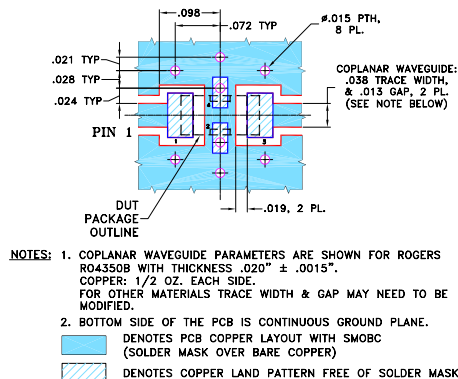 .098
.072 TYP
ø.015 PTH,
8 PL.
.021 TYP
.028 TYP
.024 TYP
COPLANAR WAVEGUIDE:
.038 TRACE WIDTH,
& .013 GAP, 2 PL.
(SEE NOTE BELOW)
PIN 1
4
2
1
3
DUT
PACKAGE
OUTLINE
.019, 2 PL.
NOTES: 1. COPLANAR WAVEGUIDE PARAMETERS ARE SHOWN FOR ROGERS
RO4350B WITH THICKNESS .020" ± .0015".
COPPER: 1/2 OZ. EACH SIDE.
FOR OTHER MATERIALS TRACE WIDTH & GAP MAY NEED TO BE
MODIFIED.
2. BOTTOM SIDE OF THE PCB IS CONTINUOUS GROUND PLANE.
DENOTES PCB COPPER LAYOUT WITH SMOBC
(SOLDER MASK OVER BARE COPPER)
DENOTES COPPER LAND PATTERN FREE OF SOLDER MASK